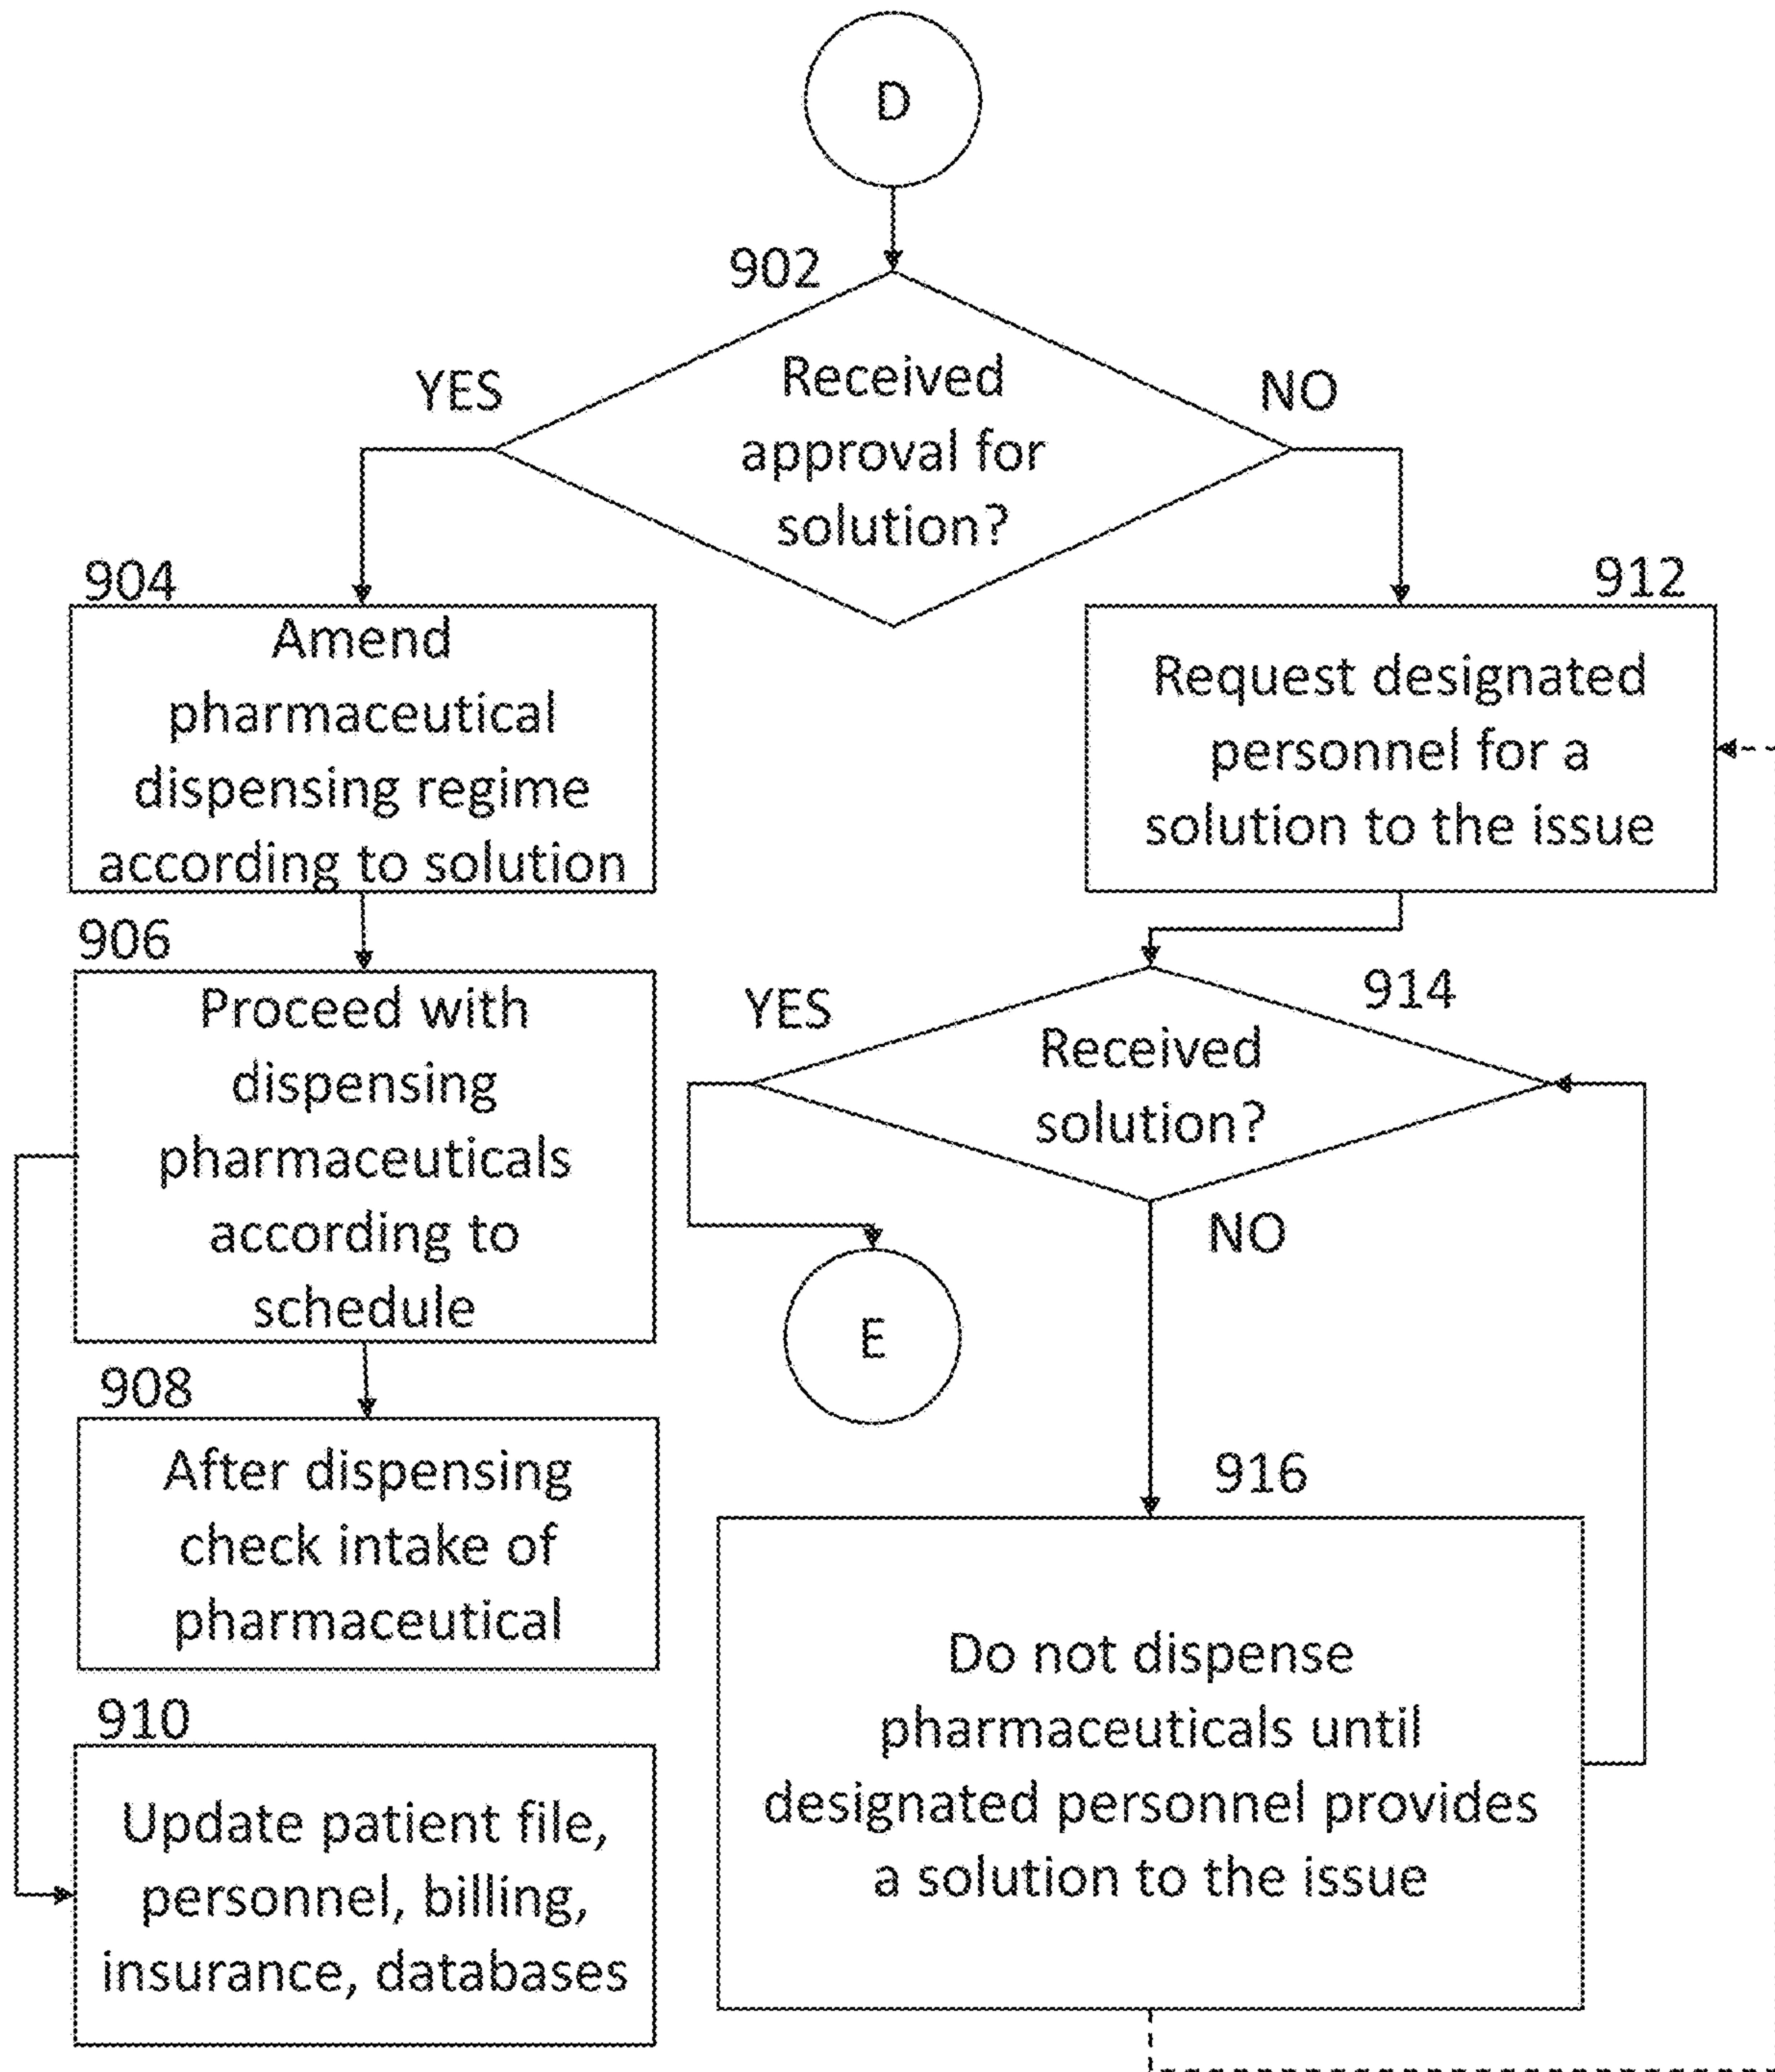 D
902
Received
approval for
solution?
YES
NO
904
Amend
pharmaceutical
dispensing regime
according to solution
906
Proceed with
dispensing
pharmaceuticals
according to
schedule
908
After dispensing
check intake of
pharmaceutical
910
Update patient file,
personnel, billing,
insurance, databases
912
Request designated
personnel for a
solution to the issue
914
Received
solution?
YES
NO
E
916
Do not dispense
pharmaceuticals until
designated personnel provides
a solution to the issue